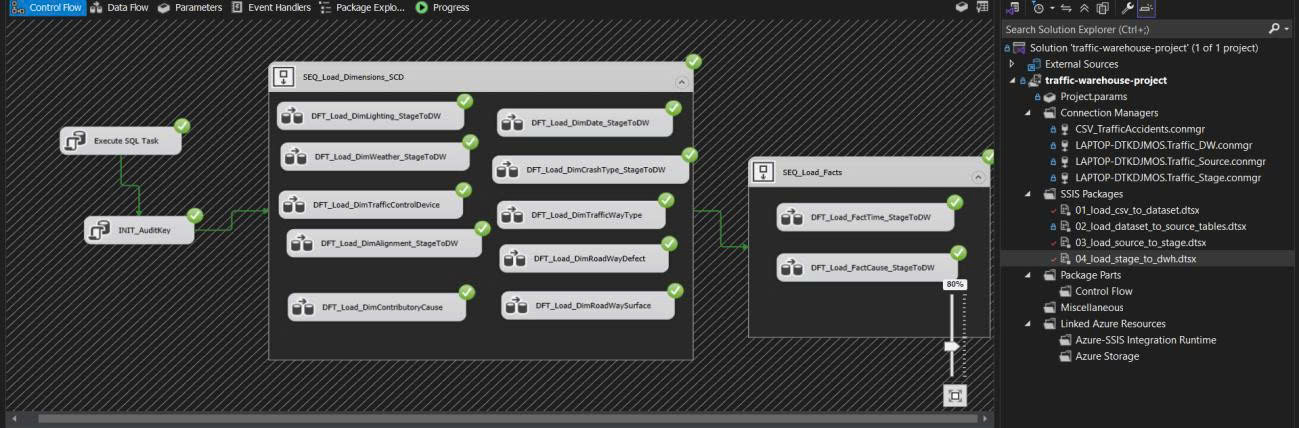 Control Flow Data Flow Parameters Event Handlers Package Explo... Progress
Execute SQL Task
INIT_AuditKey
SEQ_Load_Dimensions_SCD
DFT_Load_DimLighting_StageToDW
DFT_Load_DimDate_StageToDW
DFT_Load_DimWeather_StageToDW
DFT_Load_DimCrashType_StageToDW
DFT_Load_DimTrafficControlDevice
DFT_Load_DimTrafficWayType
DFT_Load_DimAlignment_StageToDW
DFT_Load_DimRoadWayDefect
DFT_Load_DimContributoryCause
DFT_Load_DimRoadWaySurface
SEQ_Load_Facts
DFT_Load_FactTime_StageToDW
DFT_Load_FactCause_StageToDW
80%
Search Solution Explorer (Ctrl+;)
Solution 'traffic-warehouse-project' (1 of 1 project)
External Sources
traffic-warehouse-project
Project.params
Connection Managers
CSV_TrafficAccidents.conmgr
LAPTOP-DTKDJMOS.Traffic_DW.conmgr
LAPTOP-DTKDJMOS.Traffic_Source.conmgr
LAPTOP-DTKDJMOS.Traffic_Stage.conmgr
SSIS Packages
01_load_csv_to_dataset.dtsx
02_load_dataset_to_source_tables.dtsx
03_load_source_to_stage.dtsx
04_load_stage_to_dwh.dtsx
Package Parts
Control Flow
Miscellaneous
Linked Azure Resources
Azure-SSIS Integration Runtime
Azure Storage